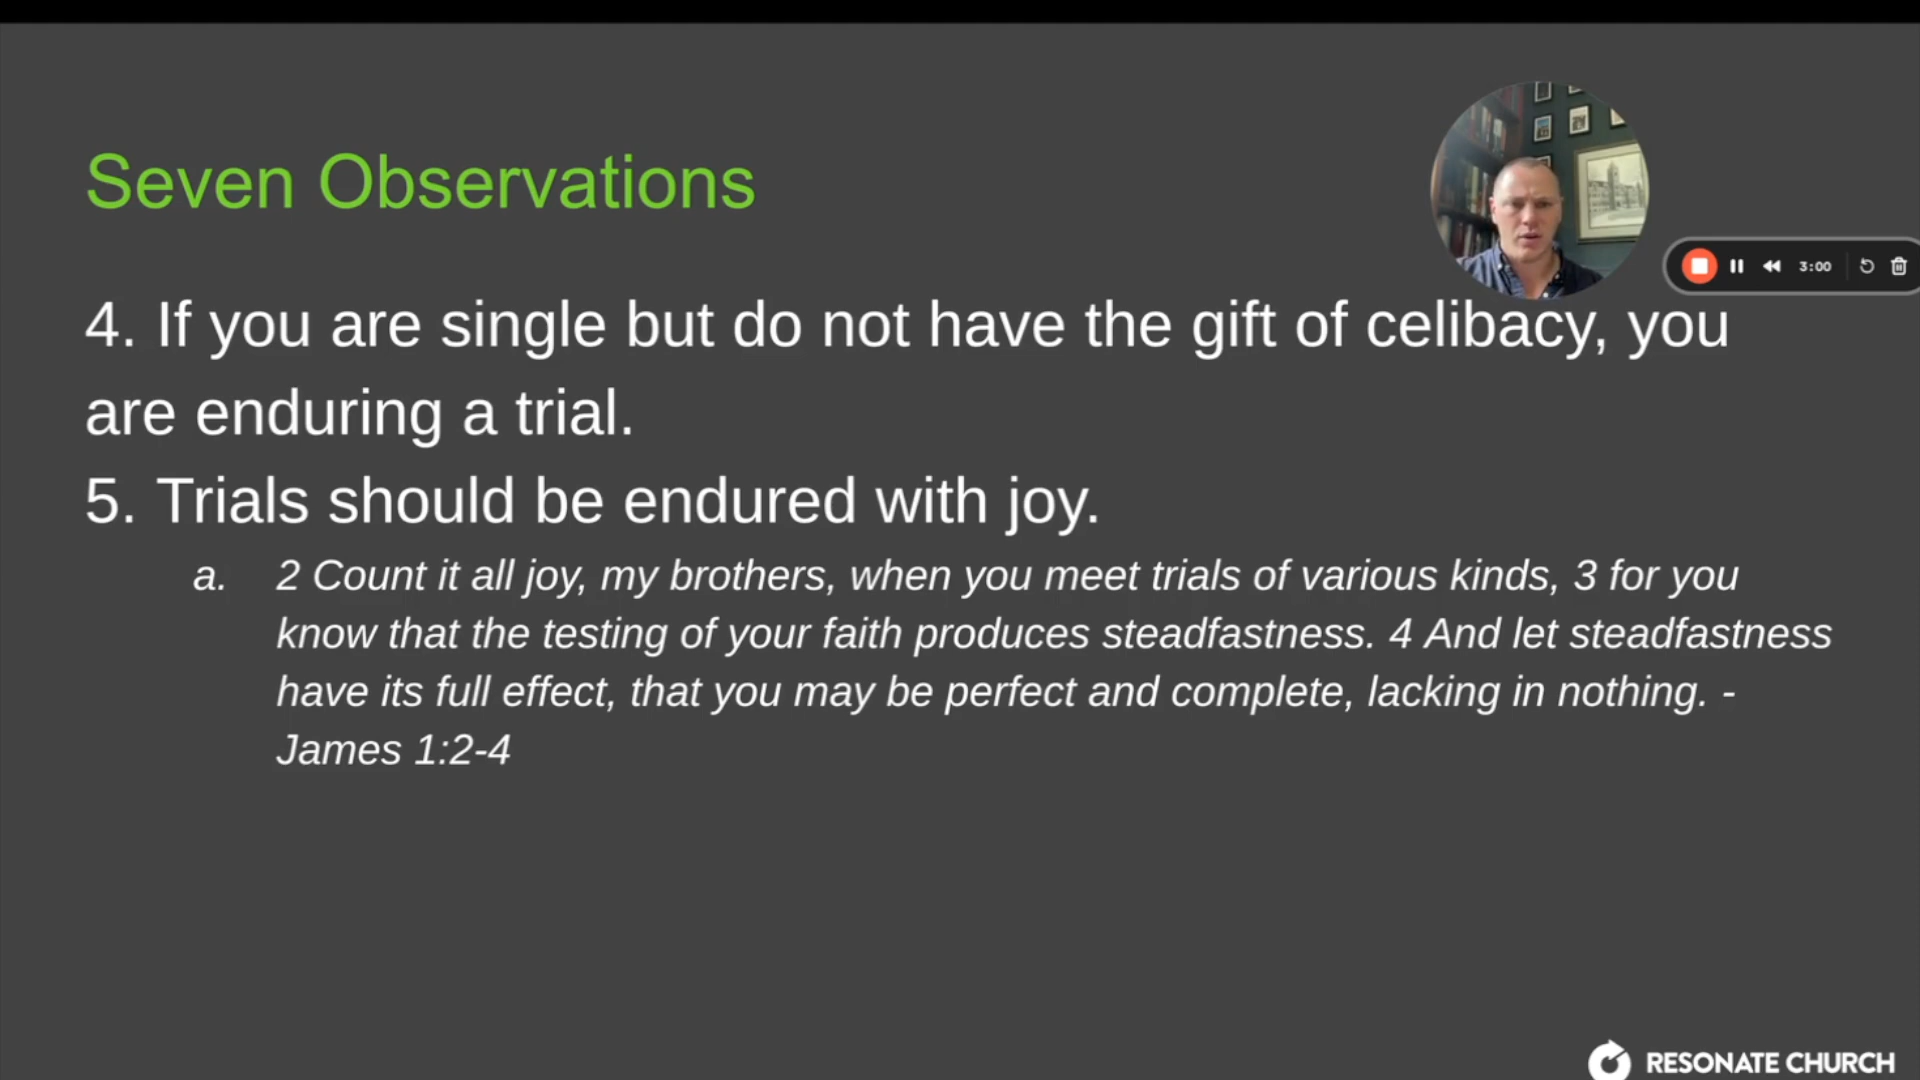 Seven Observations
3:00
4. If you are single but do not have the gift of celibacy, you
are enduring a trial.
5. Trials should be endured with joy.
a. 2 Count it all joy, my brothers, when you meet trials of various kinds, 3 for you
know that the testing of your faith produces steadfastness. 4 And let steadfastness
have its full effect, that you may be perfect and complete, lacking in nothing. -
James 1:2-4
RESONATE CHURCH